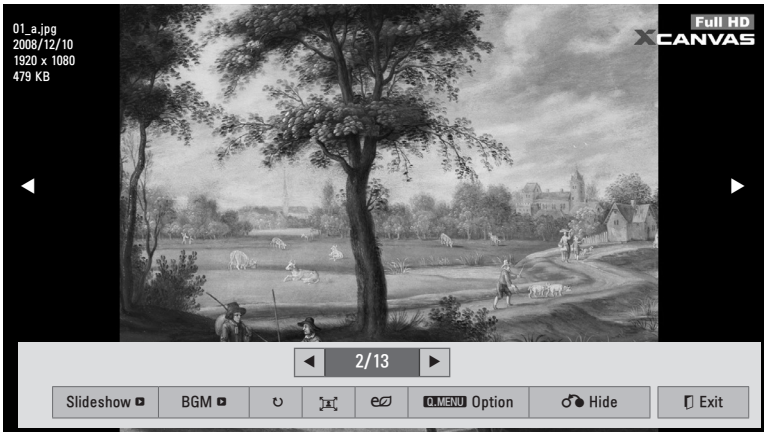 01_a.jpg
2008/12/10
1920 x 1080
479 KB
Full HD
XCANVAS
2/13
Slideshow BGM e Q.MENU Option Hide Exit